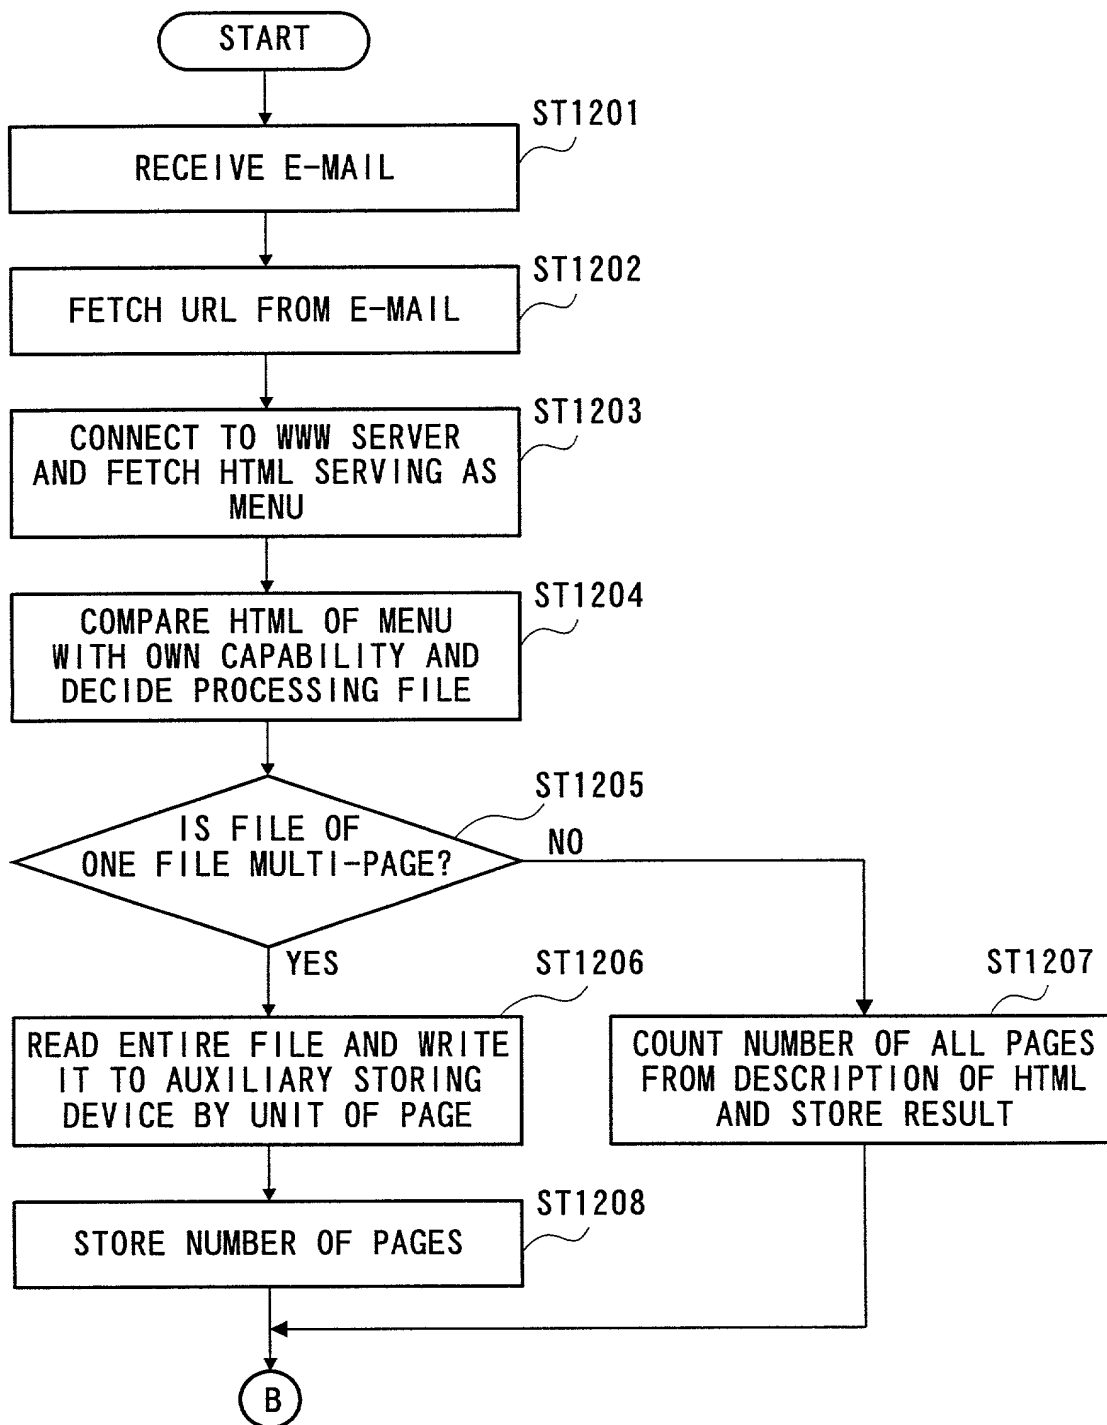 START
ST1201
RECEIVE E-MAIL
ST1202
FETCH URL FROM E-MAIL
ST1203
CONNECT TO WWW SERVER
AND FETCH HTML SERVING AS
MENU
ST1204
COMPARE HTML OF MENU
WITH OWN CAPABILITY AND
DECIDE PROCESSING FILE
ST1205
IS FILE OF
ONE FILE MULTI-PAGE?
NO
YES
ST1206
READ ENTIRE FILE AND WRITE
IT TO AUXILIARY STORING
DEVICE BY UNIT OF PAGE
ST1207
COUNT NUMBER OF ALL PAGES
FROM DESCRIPTION OF HTML
AND STORE RESULT
ST1208
STORE NUMBER OF PAGES
B